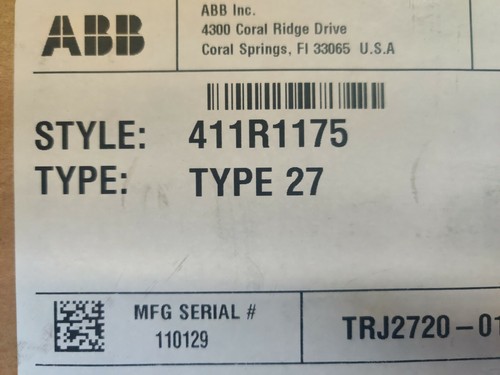 ABB
ABB Inc.
4300 Coral Ridge Drive
Coral Springs, Fl 33065 U.S.A
STYLE: 411R1175
TYPE: TYPE 27
MFG SERIAL #
110129
TRJ2720-01